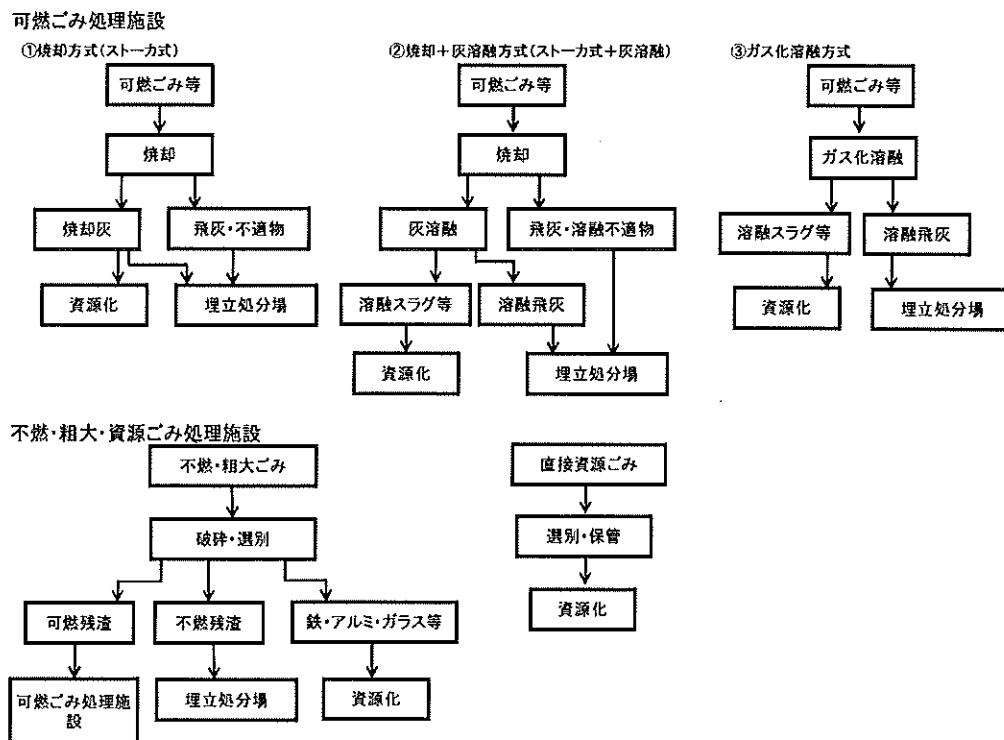 可燃ごみ処理施設
①焼却方式(ストーカ式)
可燃ごみ等
焼却
焼却灰
飛灰・不適物
資源化
埋立処分場
②焼却+灰溶融方式(ストーカ式+灰溶融)
可燃ごみ等
焼却
灰溶融
飛灰・溶融不適物
溶融スラグ等
溶融飛灰
資源化
埋立処分場
③ガス化溶融方式
可燃ごみ等
ガス化溶融
溶融スラグ等
溶融飛灰
資源化
埋立処分場
不燃・粗大・資源ごみ処理施設
不燃・粗大ごみ
破砕・選別
可燃残渣
不燃残渣
鉄・アルミ・ガラス等
可燃ごみ処理施
設
埋立処分場
資源化
直接資源ごみ
選別・保管
資源化